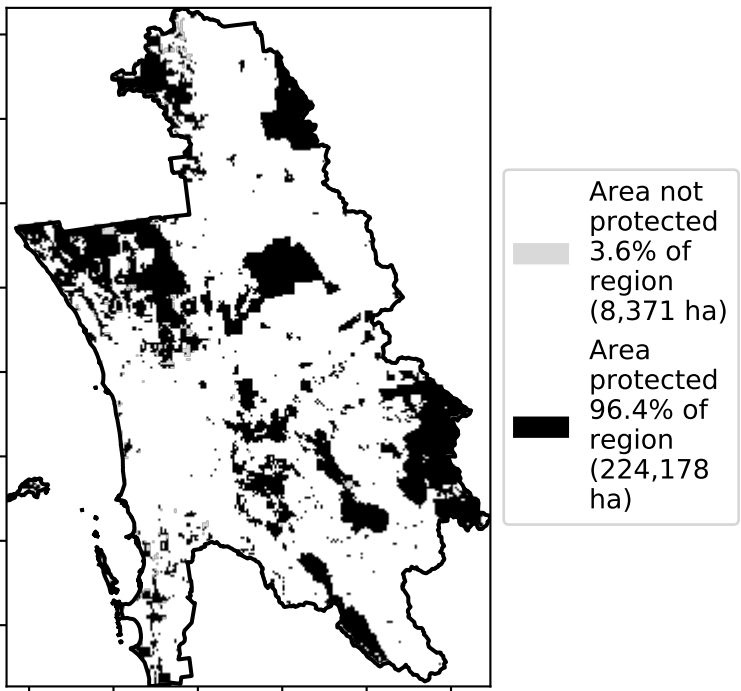 Area not
protected
3.6% of
region
(8,371 ha)
Area
protected
96.4% of
region
(224,178
ha)